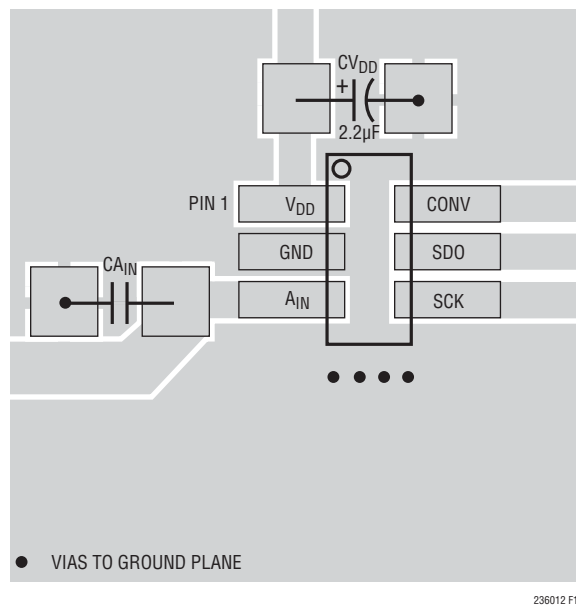 CVDD
+
2.2µF
PIN 1
VDD
CONV
GND
SDO
CAIN
AIN
SCK
VIAS TO GROUND PLANE
236012 F1